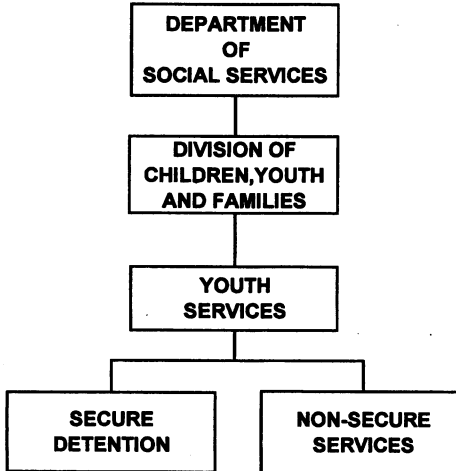 DEPARTMENT
OF
SOCIAL SERVICES
DIVISION OF
CHILDREN,YOUTH
AND FAMILIES
YOUTH
SERVICES
SECURE
DETENTION
NON-SECURE
SERVICES